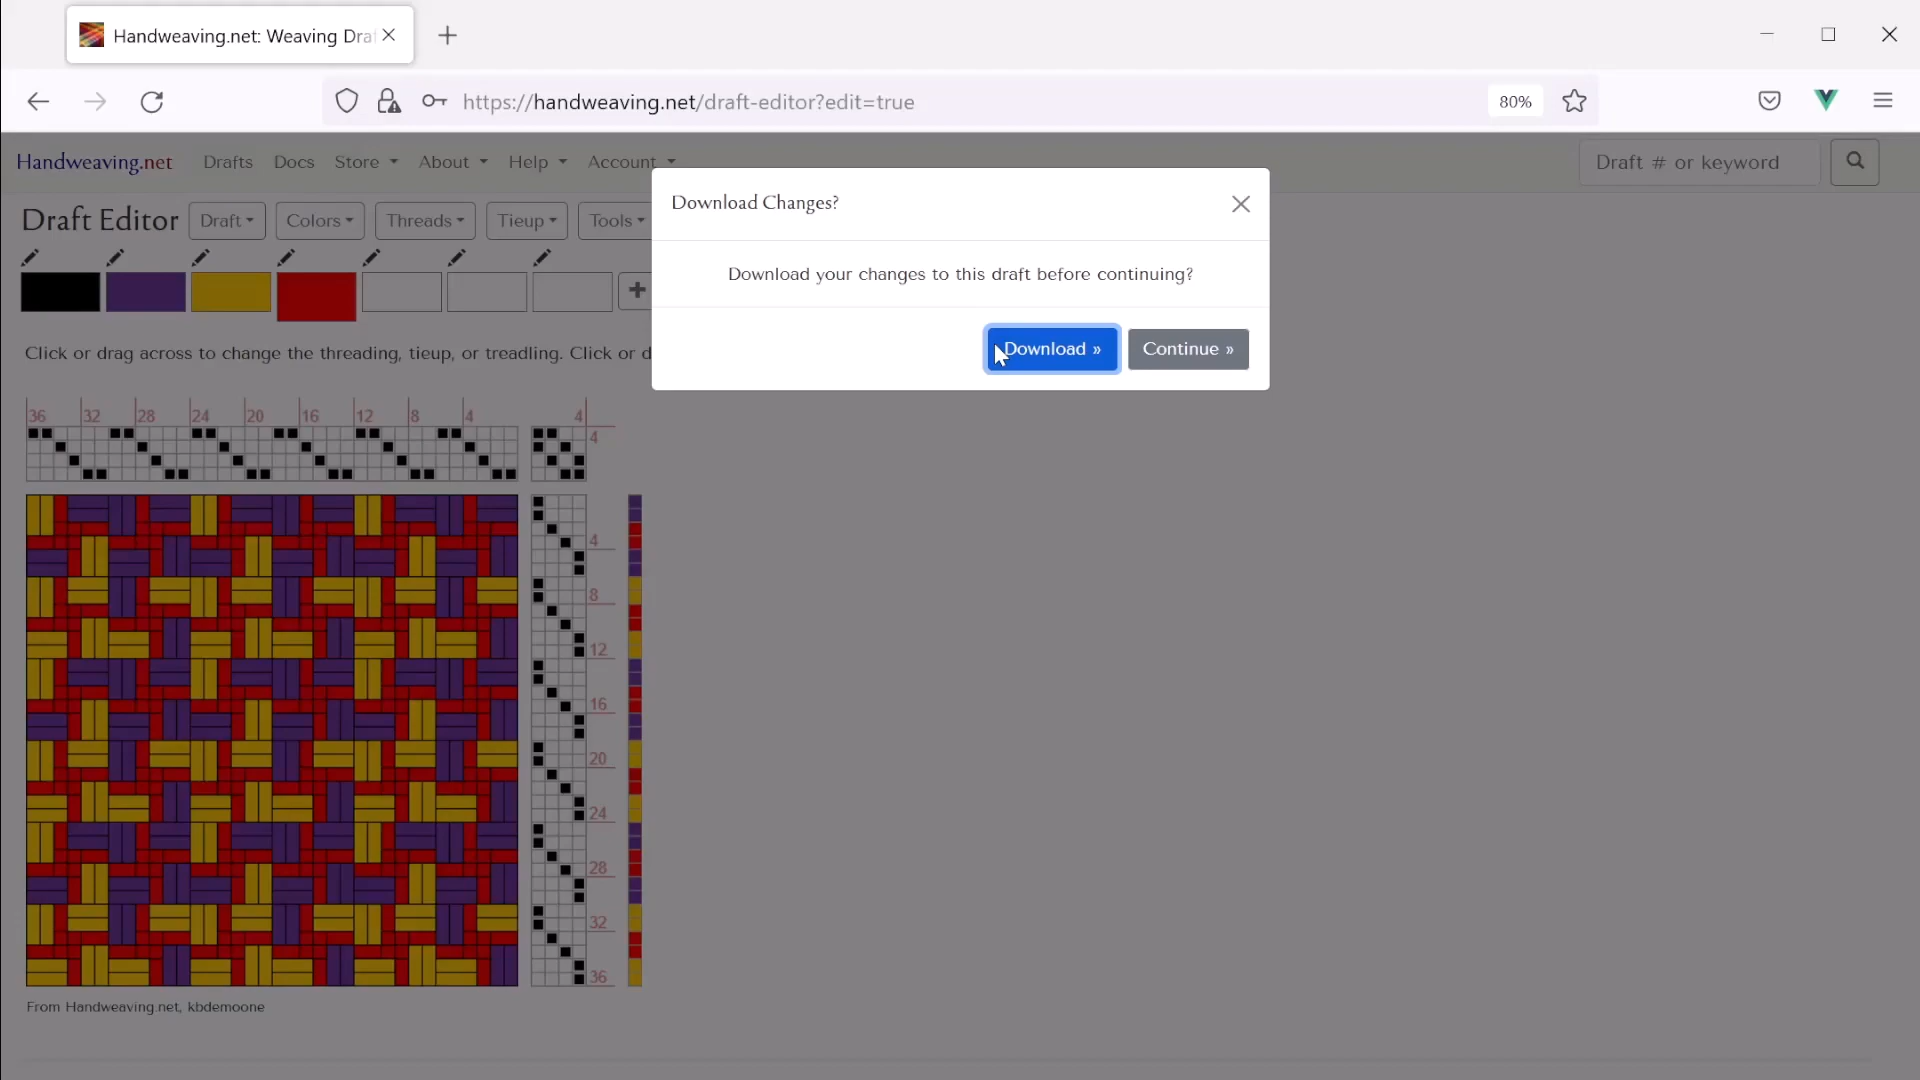 Handweaving.net: Weaving Dra
https://handweaving.net/draft-editor?edit=true
80%
Handweaving.net
Drafts
Docs
Store
About
Help
Account
Draft # or keyword
Draft Editor
Draft
Colors
Threads
Tieup
Tools
Download Changes?
Download your changes to this draft before continuing?
Download »
Continue »
Click or drag across to change the threading, tieup, or treadling. Click or d
36 32 28 24 20 16 12 8 4
4
4
4
8
12
16
20
24
28
32
36
From Handweaving.net, kbdemoone